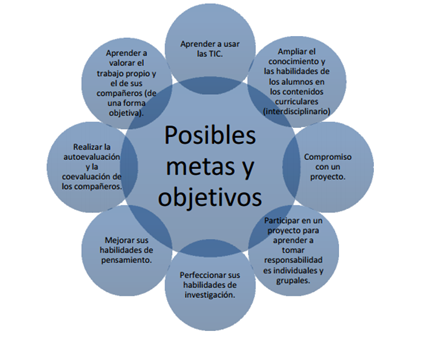 Posibles
metas y
objetivos
Aprender a usar
las TIC.
Ampliar el
conocimiento y
las habilidades de
los alumnos en
los contenidos
curriculares
(interdisciplinario)
Compromiso
con un
proyecto.
Participar en un
proyecto para
aprender a
tomar
responsabilidad
es individuales y
grupales.
Perfeccionar sus
habilidades de
investigación.
Mejorar sus
habilidades de
pensamiento.
Realizar la
autoevaluación
y la
coevaluación de
los compañeros.
Aprender a
valorar el
trabajo propio y
el de sus
compañeros (de
una forma
objetiva).